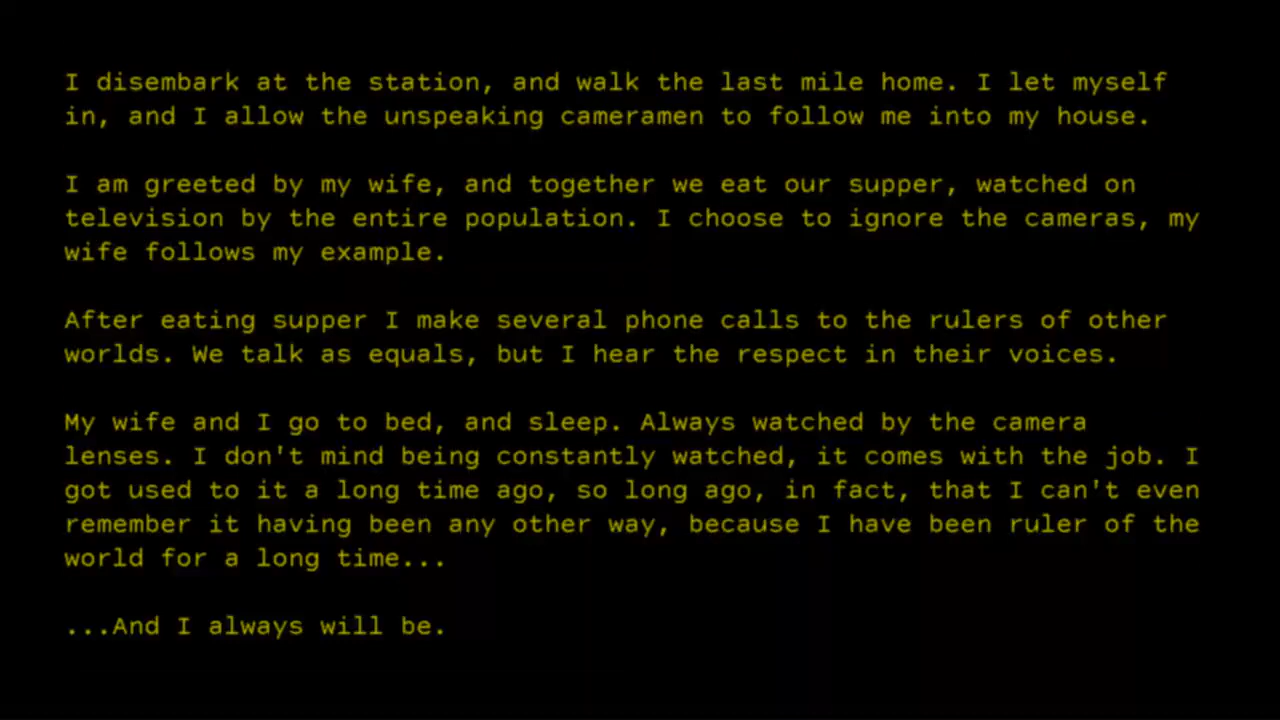 I disembark at the station, and walk the last mile home. I let myself
in, and I allow the unspeaking cameramen to follow me into my house.
I am greeted by my wife, and together we eat our supper, watched on
television by the entire population. I choose to ignore the cameras, my
wife follows my example.
After eating supper I make several phone calls to the rulers of other
worlds. We talk as equals, but I hear the respect in their voices.
My wife and I go to bed, and sleep. Always watched by the camera
lenses. I don't mind being constantly watched, it comes with the job. I
got used to it a long time ago, so long ago, in fact, that I can't even
remember it having been any other way, because I have been ruler of the
world for a long time...
...And I always will be.